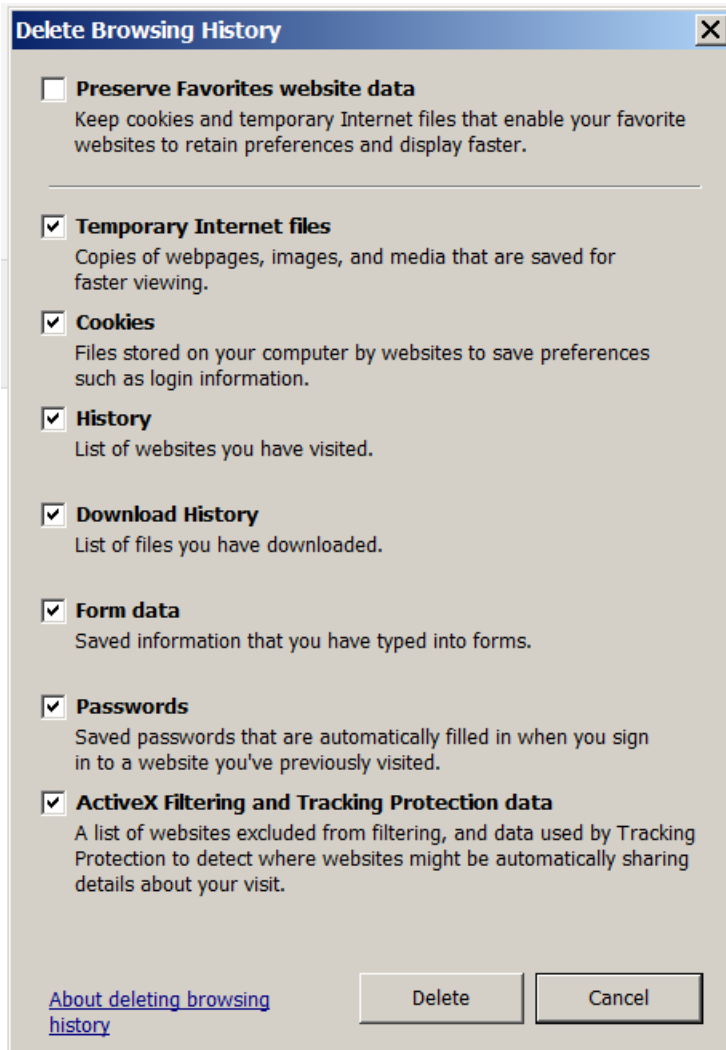 Delete Browsing History
Preserve Favorites website data
Keep cookies and temporary Internet files that enable your favorite
websites to retain preferences and display faster.
Temporary Internet files
Copies of webpages, images, and media that are saved for
faster viewing.
Cookies
Files stored on your computer by websites to save preferences
such as login information.
History
List of websites you have visited.
Download History
List of files you have downloaded.
Form data
Saved information that you have typed into forms.
Passwords
Saved passwords that are automatically filled in when you sign
in to a website you've previously visited.
ActiveX Filtering and Tracking Protection data
A list of websites excluded from filtering, and data used by Tracking
Protection to detect where websites might be automatically sharing
details about your visit.
About deleting browsing
history
Delete
Cancel